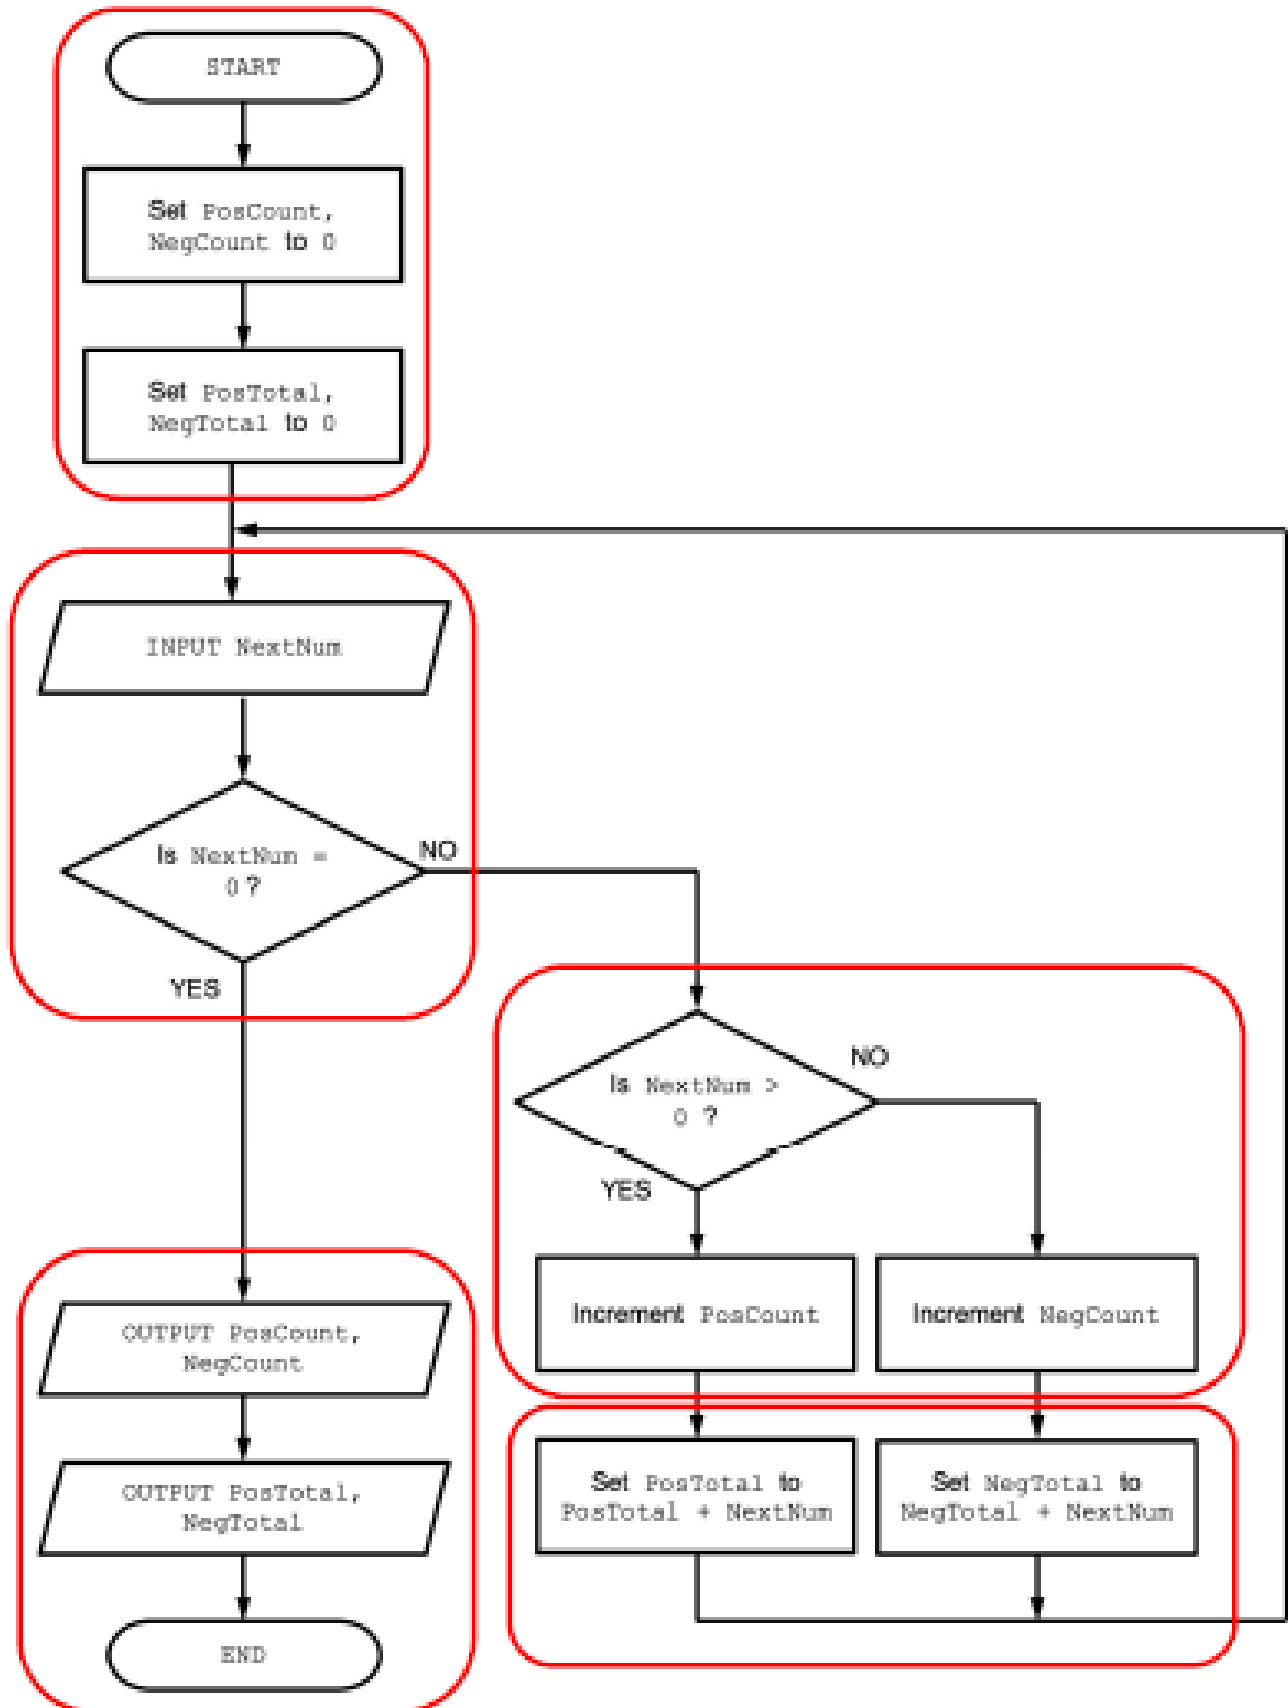 START
Set PosCount,
NegCount to 0
Set PosTotal,
NegTotal to 0
INPUT NextNum
Is NextNum =
0 ?
NO
YES
Is NextNum >
0 ?
NO
YES
Increment PosCount
Increment NegCount
Set PosTotal to
PosTotal + NextNum
Set NegTotal to
NegTotal + NextNum
OUTPUT PosCount,
NegCount
OUTPUT PosTotal,
NegTotal
END